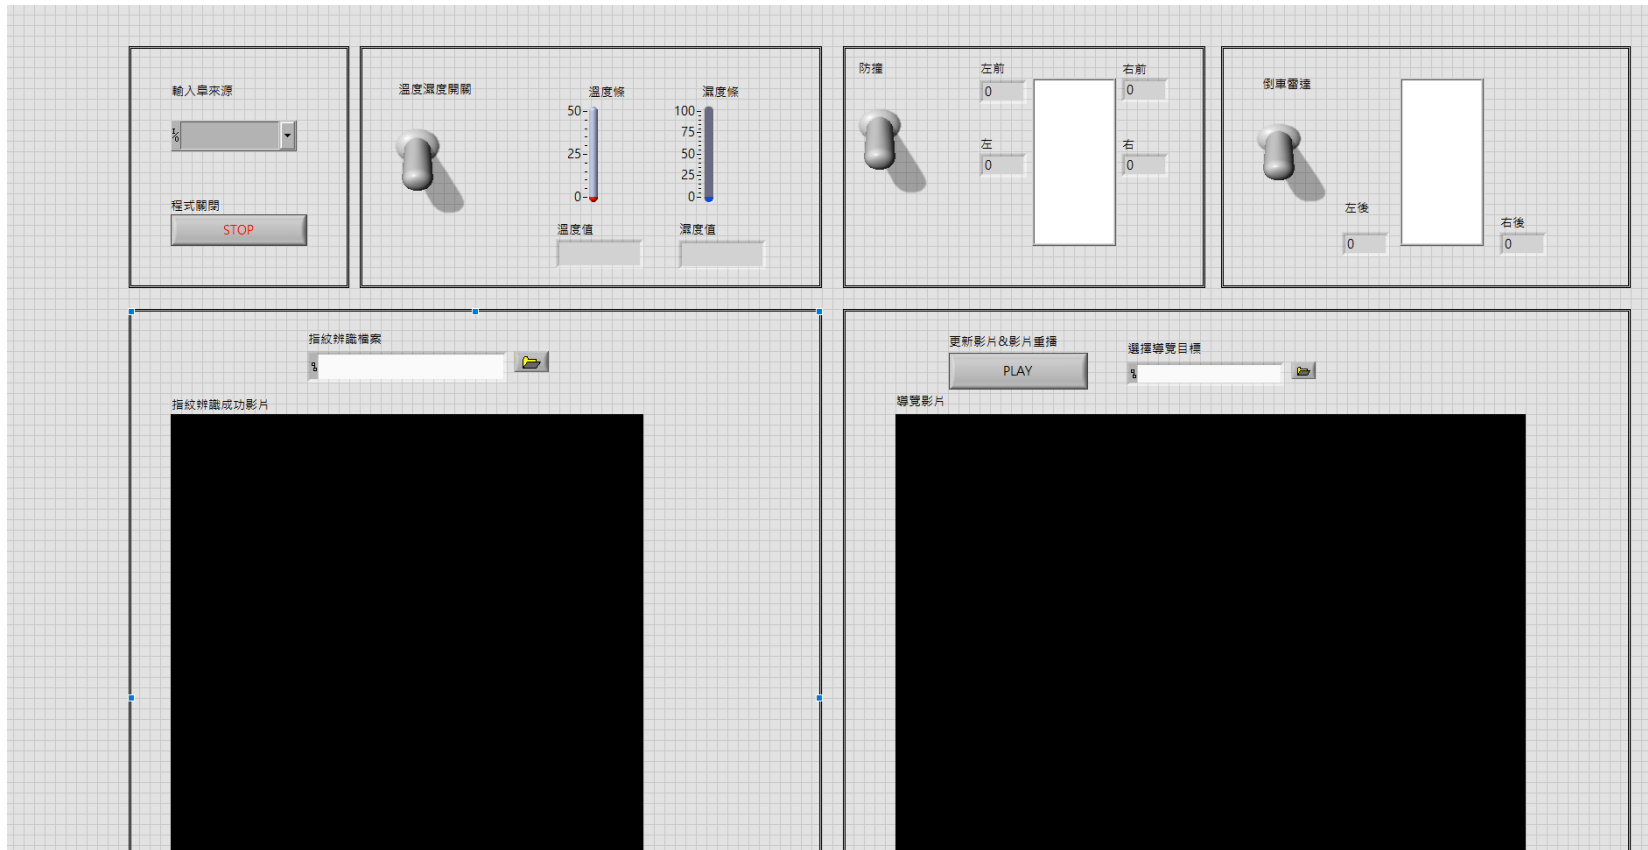 輸入阜來源
程式關閉
STOP
溫度濕度開關
溫度條
50
25
0
溫度值
濕度條
100
75
50
25
0
濕度值
防撞
左前
0
右前
0
左
0
右
0
倒車雷達
左後
0
右後
0
指紋辨識檔案
指紋辨識成功影片
更新影片&影片重播
PLAY
選擇導覽目標
導覽影片